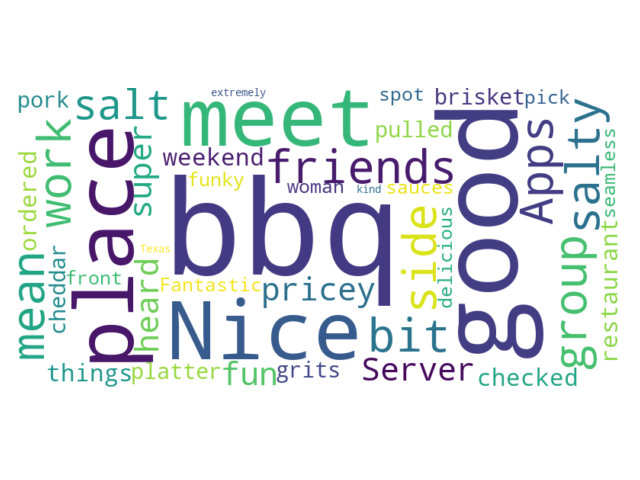 extremely
pork
salt
meet
spot
brisket
pick
work
place
super
pulled
good
Apps
salty
seamless
weekend
friends
ordered
funky
woman
kind
sauces
bbq
side
delicious
Texas
mean
cheddar
front
heard
Fantastic
pricey
group
restaurant
Nice
bit
things
platter
fun
grits
Server
checked